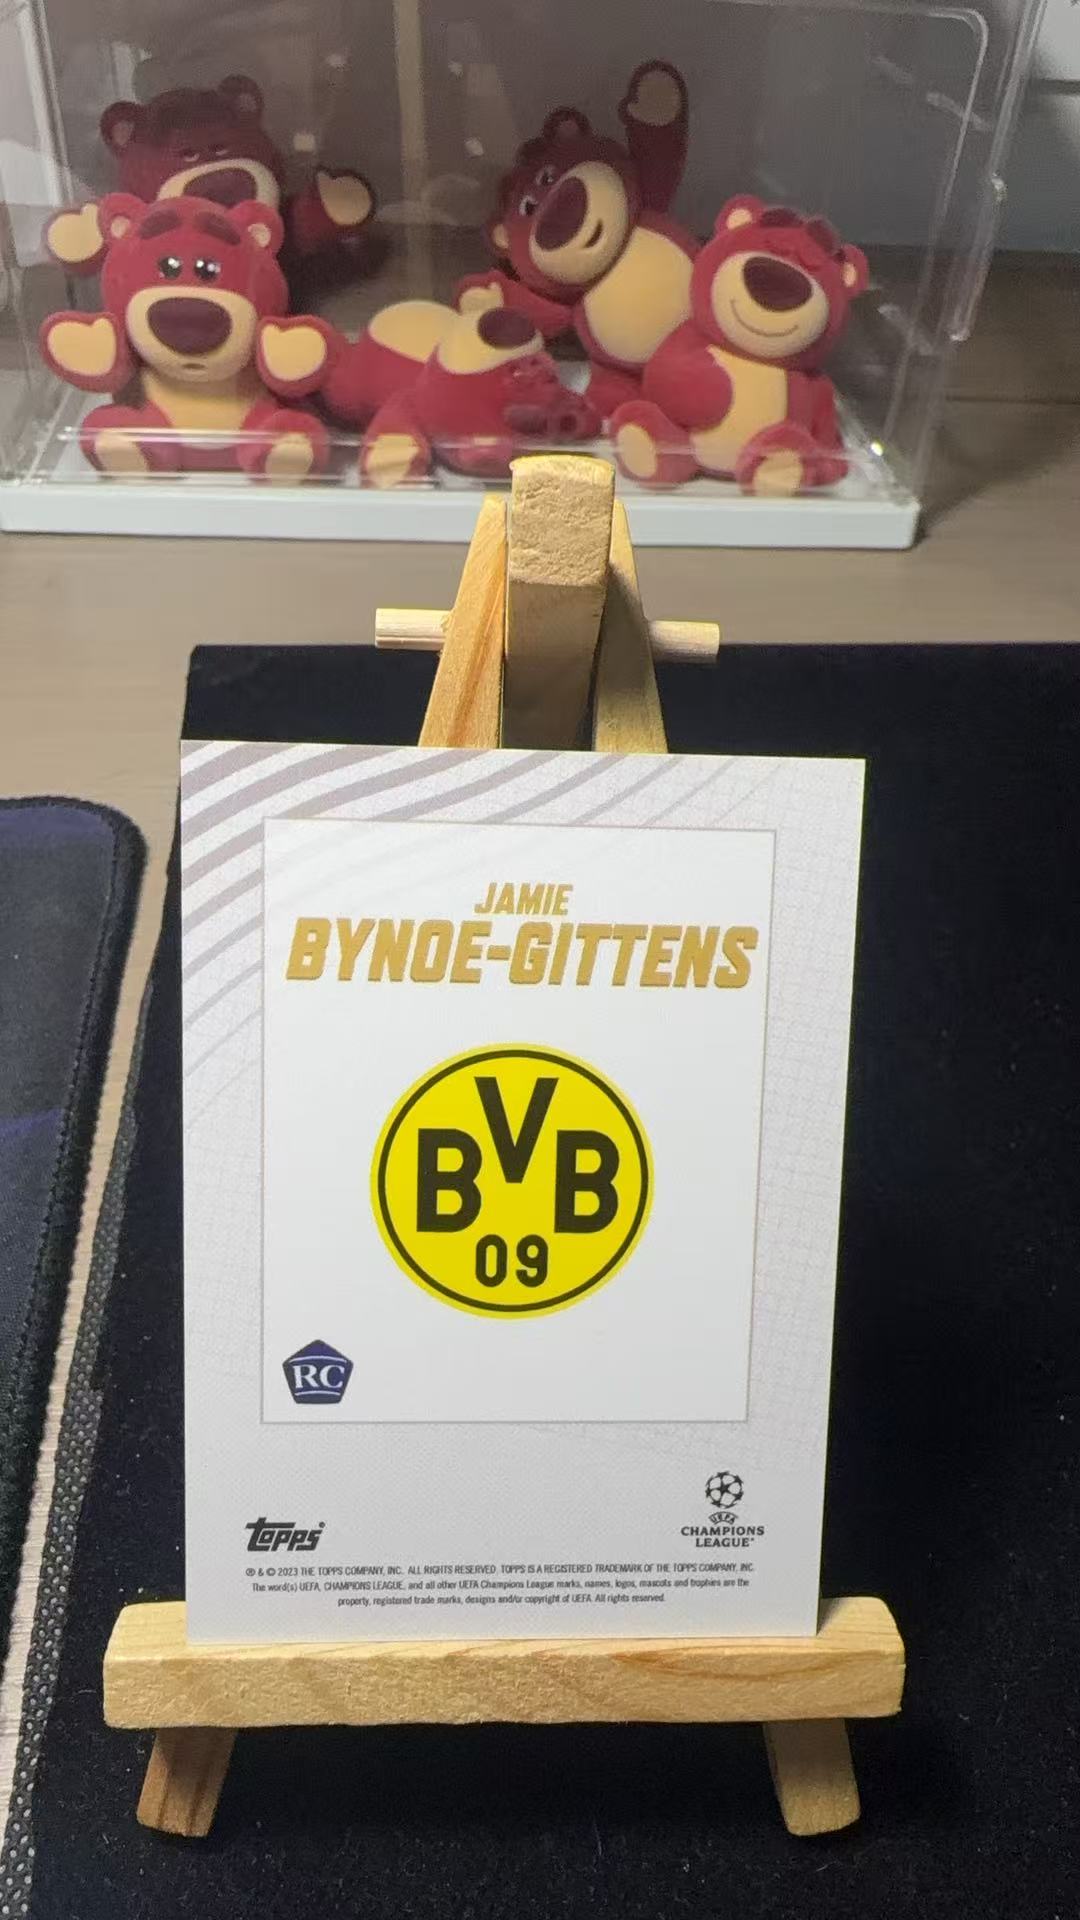 JAMIE
BYNOE-GITTENS
BVB
09
RC
topps®
UEFA
CHAMPIONS
LEAGUE®
® & © 2023 THE TOPPS COMPANY, INC. ALL RIGHTS RESERVED. TOPPS IS A REGISTERED TRADEMARK OF THE TOPPS COMPANY, INC.
The word(s) UEFA, CHAMPIONS LEAGUE, and all other UEFA Champions League marks, names, logos, mascots and trophies are the
property, registered trade marks, designs and/or copyright of UEFA. All rights reserved.